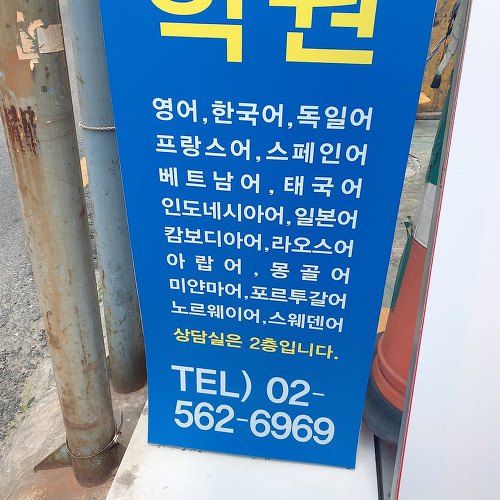 학원
영어,한국어,독일어
프랑스어,스페인어
베트남어,태국어
인도네시아어,일본어
캄보디아어,라오스어
아랍어,몽골어
미얀마어,포르투갈어
노르웨이어,스웨덴어
상담실은 2층입니다.
TEL) 02-
562-6969